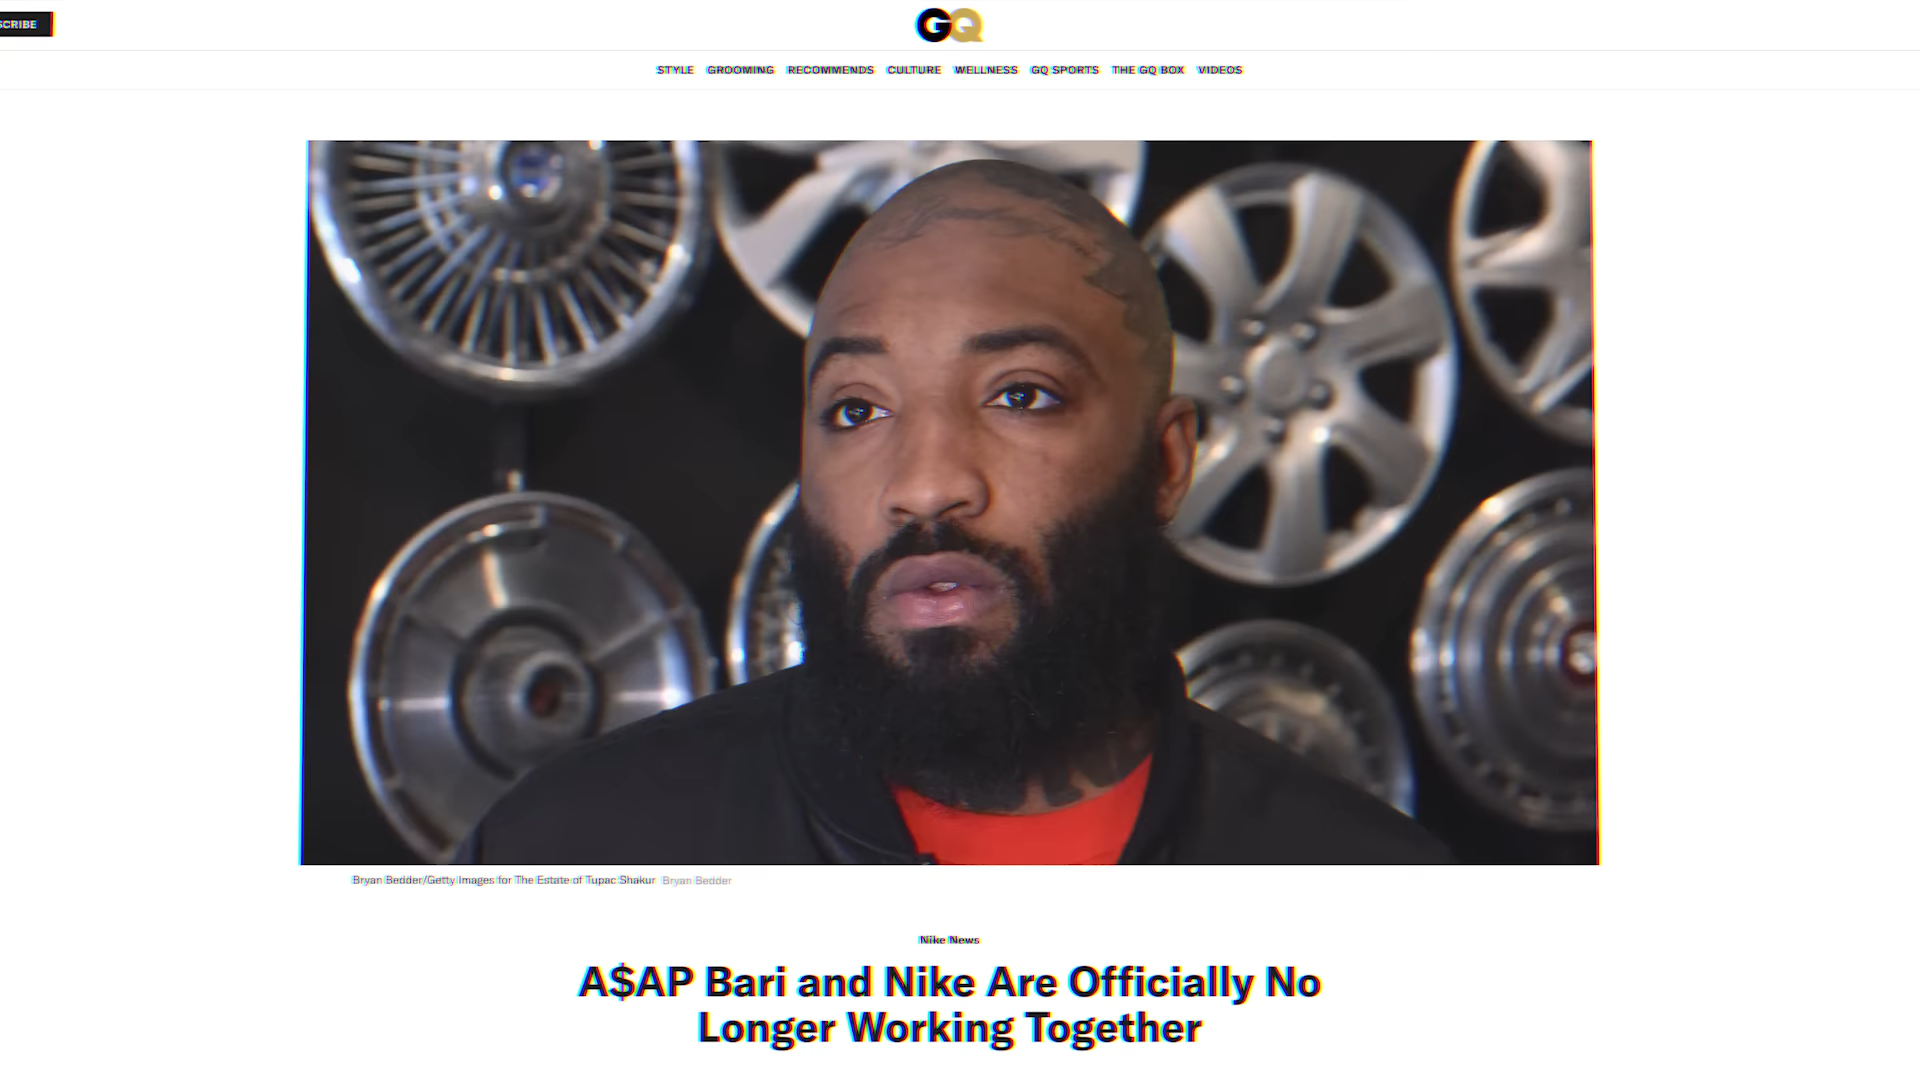 SCRIBE
GQ
STYLE GROOMING RECOMMENDS CULTURE WELLNESS GQ SPORTS THE GQ BOX VIDEOS
Bryan Bedder/Getty Images for The Estate of Tupac Shakur Bryan Bedder
Nike News
A$AP Bari and Nike Are Officially No
Longer Working Together